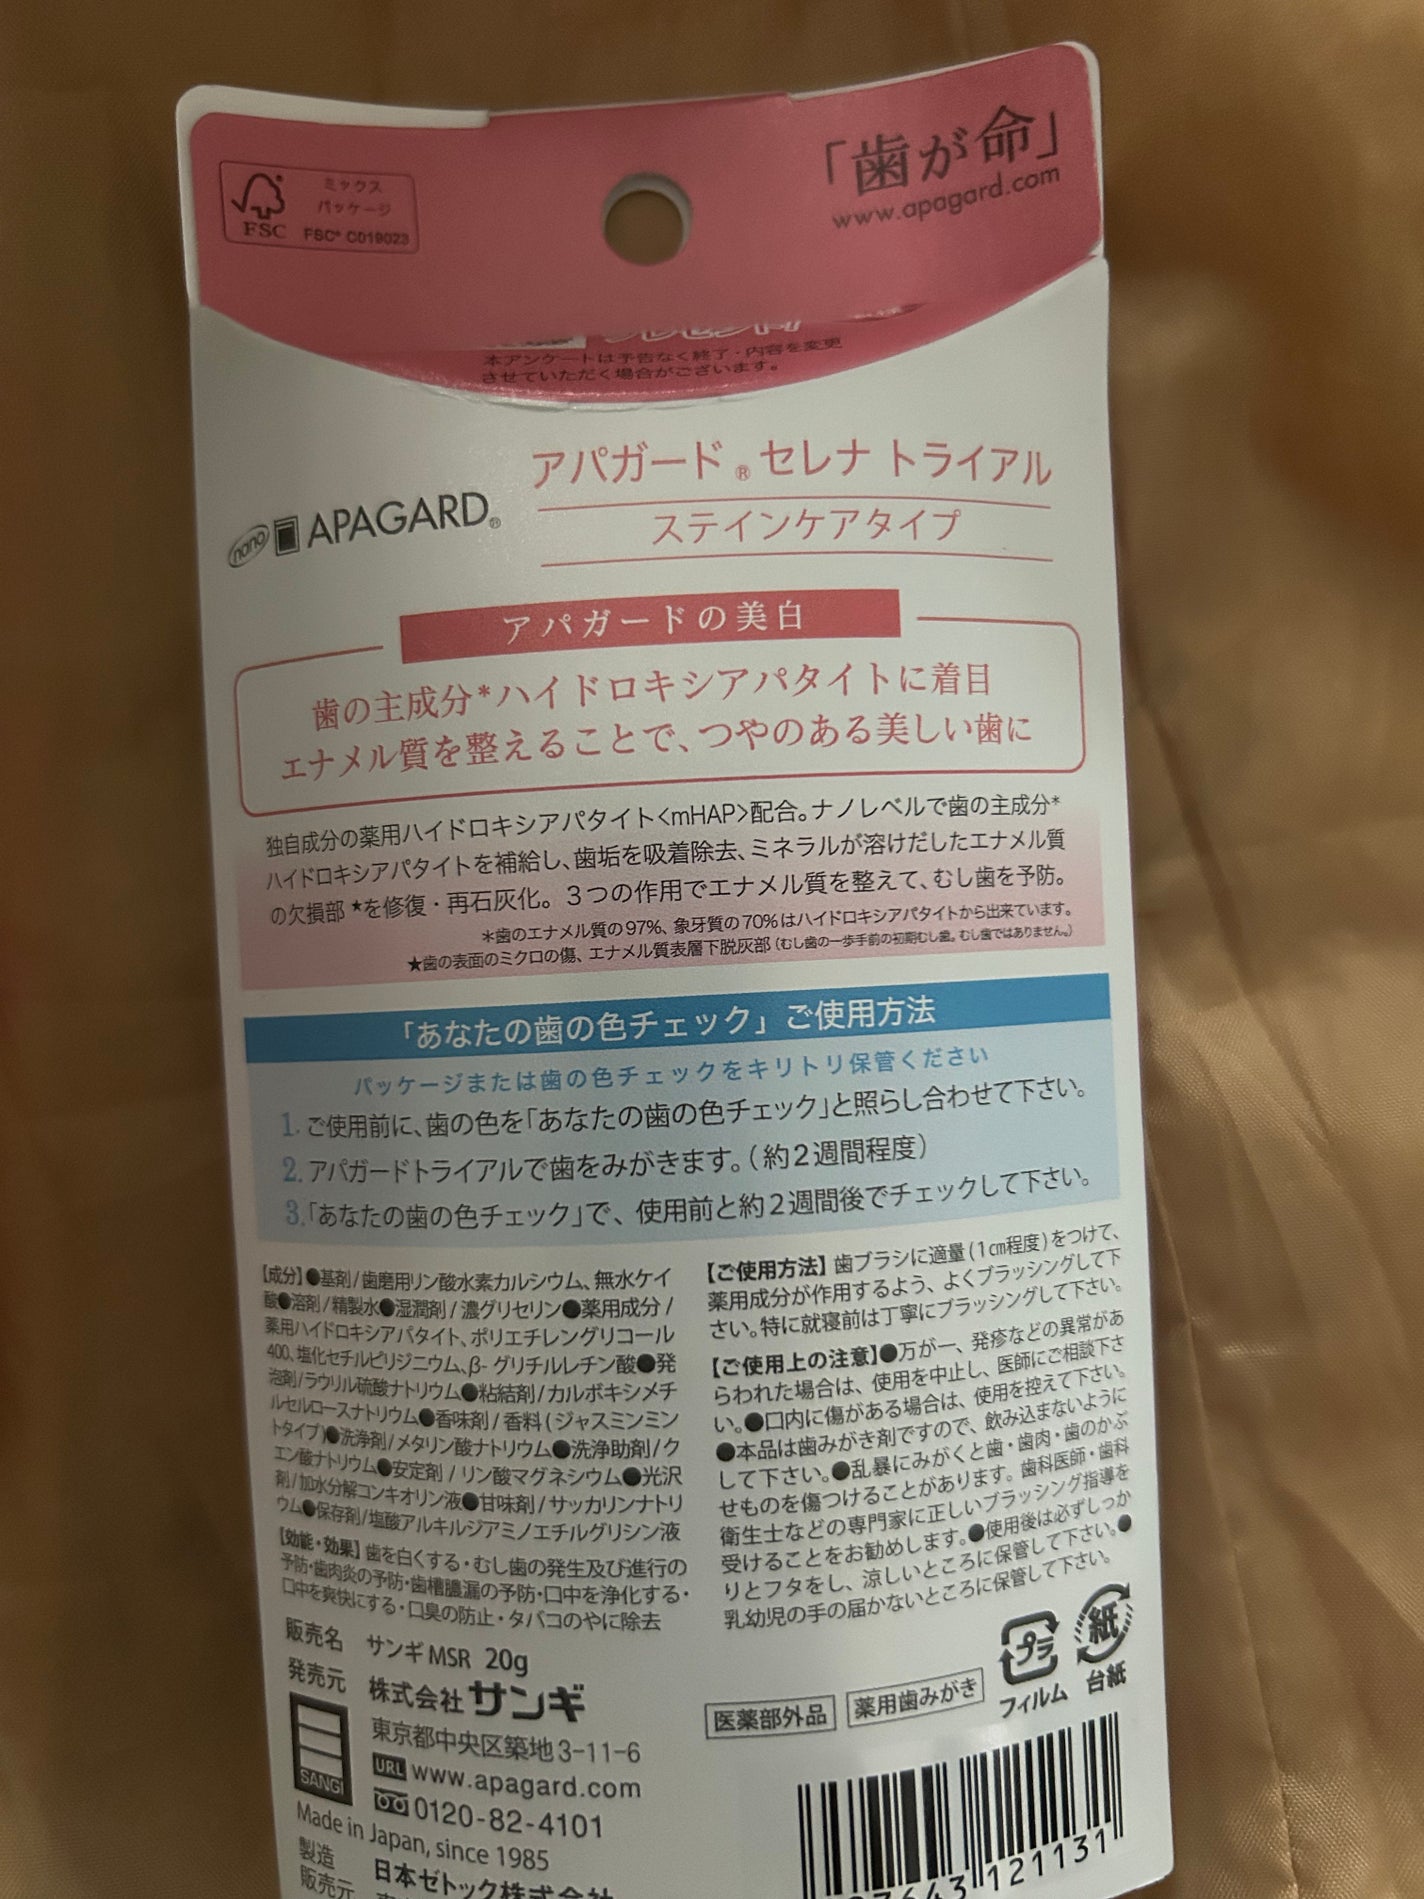 ミックス
パッケージ
FSC
FSC® C019023
「歯が命」
www.apagard.com
本アンケートは予告なく終了・内容を変更
させていただく場合がございます。
nano APAGARD®
アパガード®セレナ トライアル
ステインケアタイプ
アパガードの美白
歯の主成分*ハイドロキシアパタイトに着目
エナメル質を整えることで、つやのある美しい歯に
独自成分の薬用ハイドロキシアパタイト<mHAP>配合。ナノレベルで歯の主成分*
ハイドロキシアパタイトを補給し、歯垢を吸着除去、ミネラルが溶けだしたエナメル質
の欠損部★を修復・再石灰化。3つの作用でエナメル質を整えて、むし歯を予防。
*歯のエナメル質の97%、象牙質の70%はハイドロキシアパタイトから出来ています。
★歯の表面のミクロの傷、エナメル質表層下脱灰部(むし歯の一歩手前の初期むし歯。むし歯ではありません。)
「あなたの歯の色チェック」ご使用方法
パッケージまたは歯の色チェックをキリトリ保管ください
1. ご使用前に、歯の色を「あなたの歯の色チェック」と照らし合わせて下さい。
2. アパガードトライアルで歯をみがきます。(約2週間程度)
3.「あなたの歯の色チェック」で、使用前と約2週間後でチェックして下さい。
【成分】●基剤/歯磨用リン酸水素カルシウム、無水ケイ
酸●溶剤/精製水●湿潤剤/濃グリセリン●薬用成分/
薬用ハイドロキシアパタイト、ポリエチレングリコール
400、塩化セチルピリジニウム、β-グリチルレチン酸●発
泡剤/ラウリル硫酸ナトリウム●粘結剤/カルボキシメチ
ルセルロースナトリウム●香味剤/香料(ジャスミンミン
トタイプ)●洗浄剤/メタリン酸ナトリウム●洗浄助剤/ク
エン酸ナトリウム●安定剤/リン酸マグネシウム●光沢
剤/加水分解コンキオリン液●甘味剤/サッカリンナトリ
ウム●保存剤/塩酸アルキルジアミノエチルグリシン液
【効能・効果】歯を白くする・むし歯の発生及び進行の
予防・歯肉炎の予防・歯槽膿漏の予防・口中を浄化する・
口中を爽快にする・口臭の防止・タバコのやに除去
【ご使用方法】歯ブラシに適量(1cm程度)をつけて、
薬用成分が作用するよう、よくブラッシングして下
さい。特に就寝前は丁寧にブラッシングして下さい。
【ご使用上の注意】●万が一、発疹などの異常があ
らわれた場合は、使用を中止し、医師にご相談下さ
い。●口内に傷がある場合は、使用を控えて下さい。
●本品は歯みがき剤ですので、飲み込まないように
して下さい。●乱暴にみがくと歯・歯肉・歯のかぶ
せものを傷つけることがあります。歯科医師・歯科
衛生士などの専門家に正しいブラッシング指導を
受けることをお勧めします。●使用後は必ずしっか
りとフタをし、涼しいところに保管して下さい。●
乳幼児の手の届かないところに保管して下さい。
販売名 サンギMSR 20g
発売元 株式会社サンギ
東京都中央区築地3-11-6
URL www.apagard.com
0120-82-4101
SANGI
Made in Japan, since 1985
製造
販売元 日本ゼトック株式会社
医薬部外品 薬用歯みがき
プラ
フィルム
紙
台紙
121131